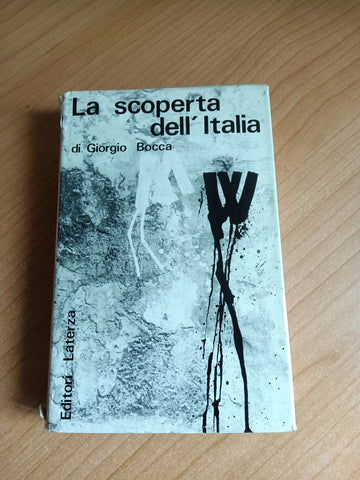 La scoperta
dell'Italia
di Giorgio Bocca
Editori Laterza